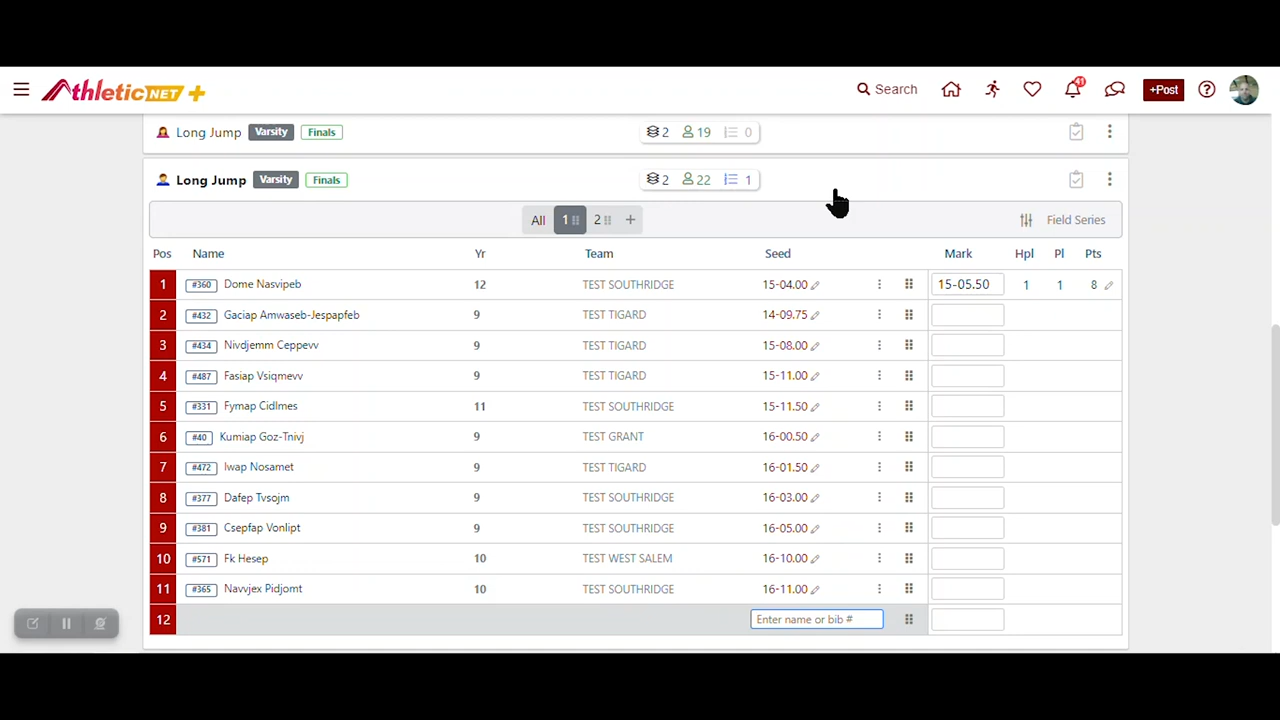 Athletic NET +
Search
41
+Post
Long Jump Varsity Finals 2 19 0
Long Jump Varsity Finals 2 22 1
All 1 2 + Field Series
Pos Name Yr Team Seed Mark Hpl Pl Pts
1 #360 Dome Nasvipeb 12 TEST SOUTHRIDGE 15-04.00 15-05.50 1 1 8
2 #432 Gaciap Amwaseb-Jespapfeb 9 TEST TIGARD 14-09.75
3 #434 Nivdjemm Ceppevv 9 TEST TIGARD 15-08.00
4 #487 Fasiap Vsiqmevv 9 TEST TIGARD 15-11.00
5 #331 Fymap Cidlmes 11 TEST SOUTHRIDGE 15-11.50
6 #40 Kumiap Goz-Tnivj 9 TEST GRANT 16-00.50
7 #472 Iwap Nosamet 9 TEST TIGARD 16-01.50
8 #377 Dafep Tvsojm 9 TEST SOUTHRIDGE 16-03.00
9 #381 Csepfap Vonlipt 9 TEST SOUTHRIDGE 16-05.00
10 #571 Fk Hesep 10 TEST WEST SALEM 16-10.00
11 #365 Navvjex Pidjomt 10 TEST SOUTHRIDGE 16-11.00
12 Enter name or bib #